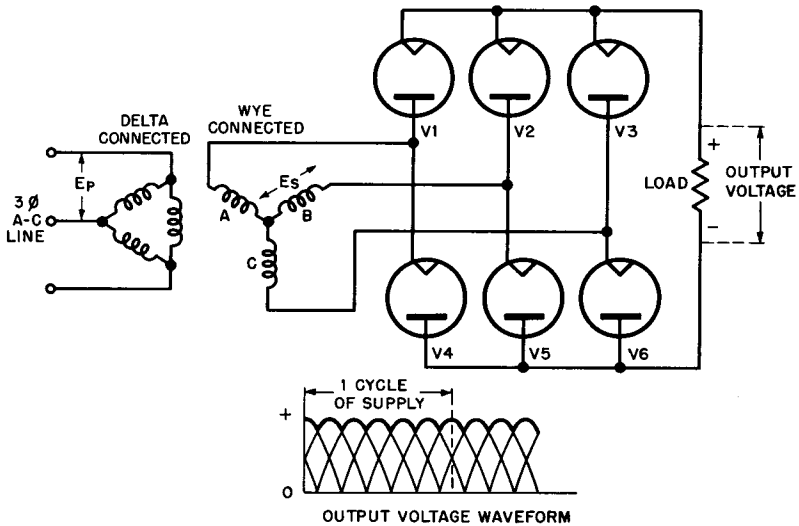 V1
V2
V3
DELTA
CONNECTED
WYE
CONNECTED
EP
ES
3Ø
A-C
LINE
A
B
C
LOAD
+
OUTPUT
VOLTAGE
−
V4
V5
V6
1 CYCLE
OF SUPPLY
+
0
OUTPUT VOLTAGE WAVEFORM